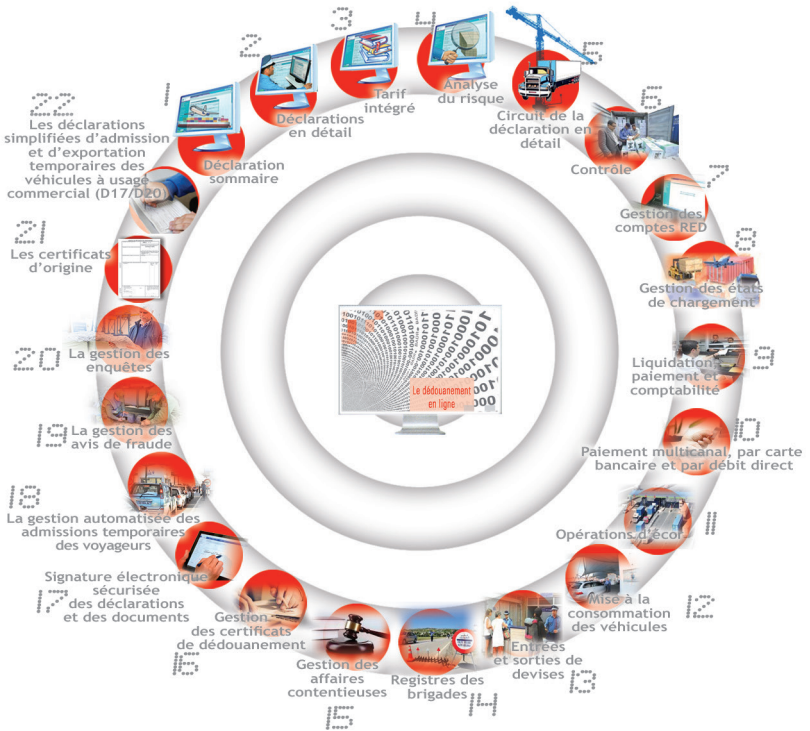 1
Déclaration
sommaire
2
Déclarations
en détail
3
Tarif
intégré
4
Analyse
du risque
5
Circuit de la
déclaration en
détail
6
Contrôle
7
Gestion des
comptes RED
8
Gestion des états
de chargement
9
Liquidation,
paiement et
comptabilité
10
Paiement multicanal, par carte
bancaire et par débit direct
11
Opérations d'écor
12
Mise à la
consommation
des véhicules
13
Entrées
et sorties de
devises
14
Registres des
brigades
15
Gestion des
affaires
contentieuses
16
Gestion
des certificats
de dédouanement
17
Signature électronique
sécurisée
des déclarations
et des documents
18
La gestion automatisée des
admissions temporaires
des voyageurs
19
La gestion des
avis de fraude
20
La gestion des
enquêtes
21
Les certificats
d'origine
22
Les déclarations
simplifiées d'admission
et d'exportation
temporaires des
véhicules à usage
commercial (D17/D20)
Le dédouanement
en ligne